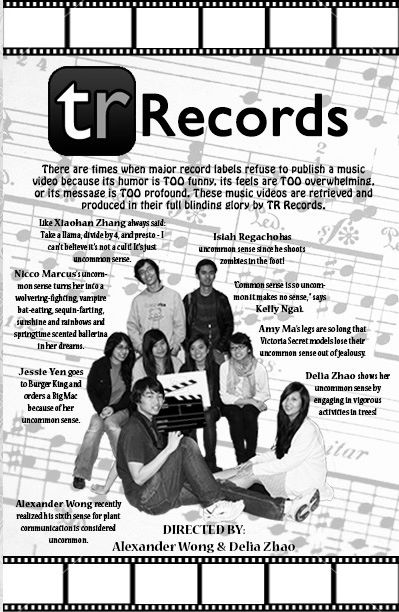 tr Records
There are times when major record labels refuse to publish a music
video because its humor is TOO funny, its feels are TOO overwhelming,
or its message is TOO profound. These music videos are retrieved and
produced in their full blinding glory by TR Records.
Like Xiaohan Zhang always said:
Take a llama, divide by 4, and presto - I
can't believe it's not a cult! It's just
uncommon sense.
Isiah Regachohas
uncommon sense since he shoots
zombies in the foot!
Nicco Marcus's uncom-
mon sense turns her into a
wolvering-fighting, vampire
bat-eating, sequin-farting,
sunshine and rainbows and
springtime scented ballerina
in her dreams.
"Common sense is so uncom-
mon it makes no sense," says
Kelly Ngai.
Amy Ma's legs are so long that
Victoria Secret models lose their
uncommon sense out of jealousy.
Jessie Yen goes
to Burger King and
orders a Big Mac
because of her
uncommon sense.
Delia Zhao shows her
uncommon sense by
engaging in vigorous
activities in trees!
Alexander Wong recently
realized his sixth sense for plant
communication is considered
uncommon.
DIRECTED BY:
Alexander Wong & Delia Zhao